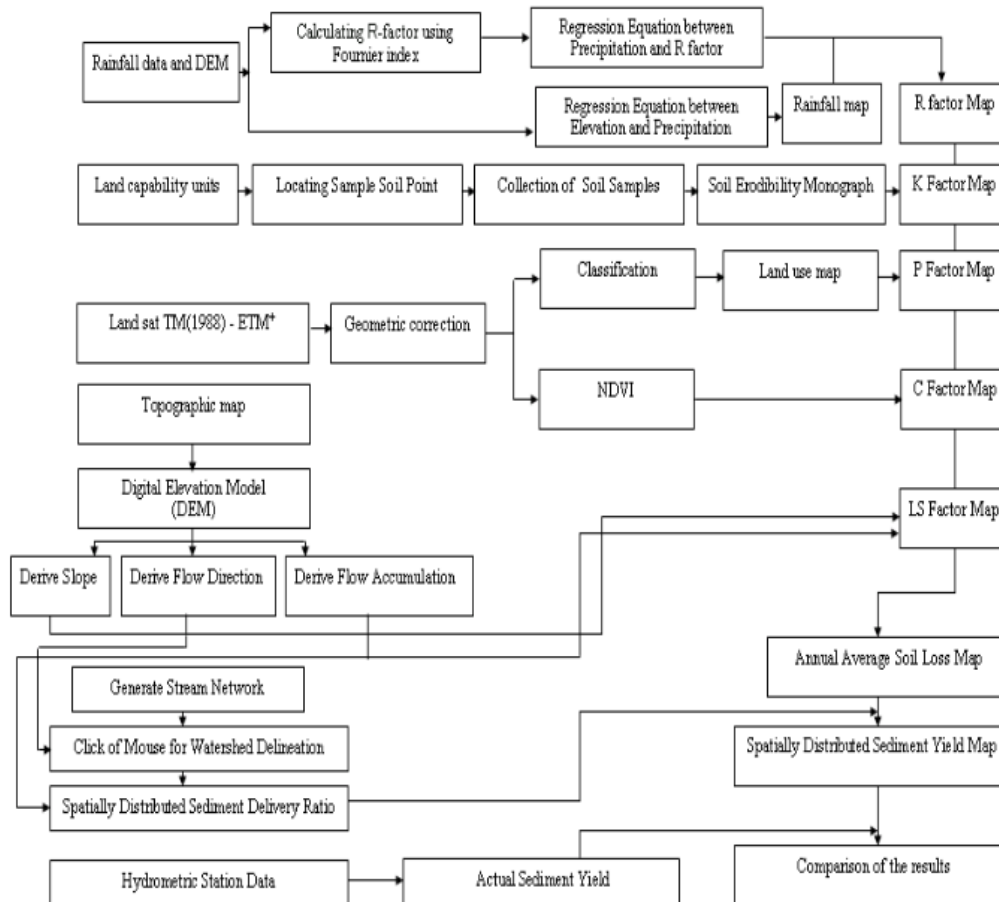 Calculating R-factor using
Fournier index
Regression Equation between
Precipitation and R factor
Rainfall data and DEM
Regression Equation between
Elevation and Precipitation
Rainfall map
R factor Map
Land capability units
Locating Sample Soil Point
Collection of Soil Samples
Soil Erodibility Monograph
K Factor Map
Classification
Land use map
P Factor Map
Land sat TM(1988) - ETM+
Geometric correction
NDVI
C Factor Map
Topographic map
Digital Elevation Model
(DEM)
LS Factor Map
Derive Slope
Derive Flow Direction
Derive Flow Accumulation
Annual Average Soil Loss Map
Generate Stream Network
Click of Mouse for Watershed Delineation
Spatially Distributed Sediment Yield Map
Spatially Distributed Sediment Delivery Ratio
Hydrometric Station Data
Actual Sediment Yield
Comparison of the results